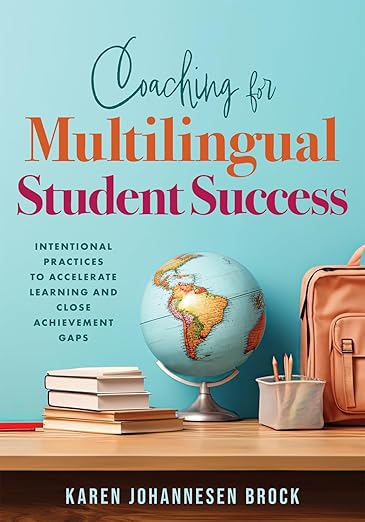 Coaching for
Multilingual
Student Success
INTENTIONAL
PRACTICES
TO ACCELERATE
LEARNING AND
CLOSE
ACHIEVEMENT
GAPS
KAREN JOHANNESEN BROCK